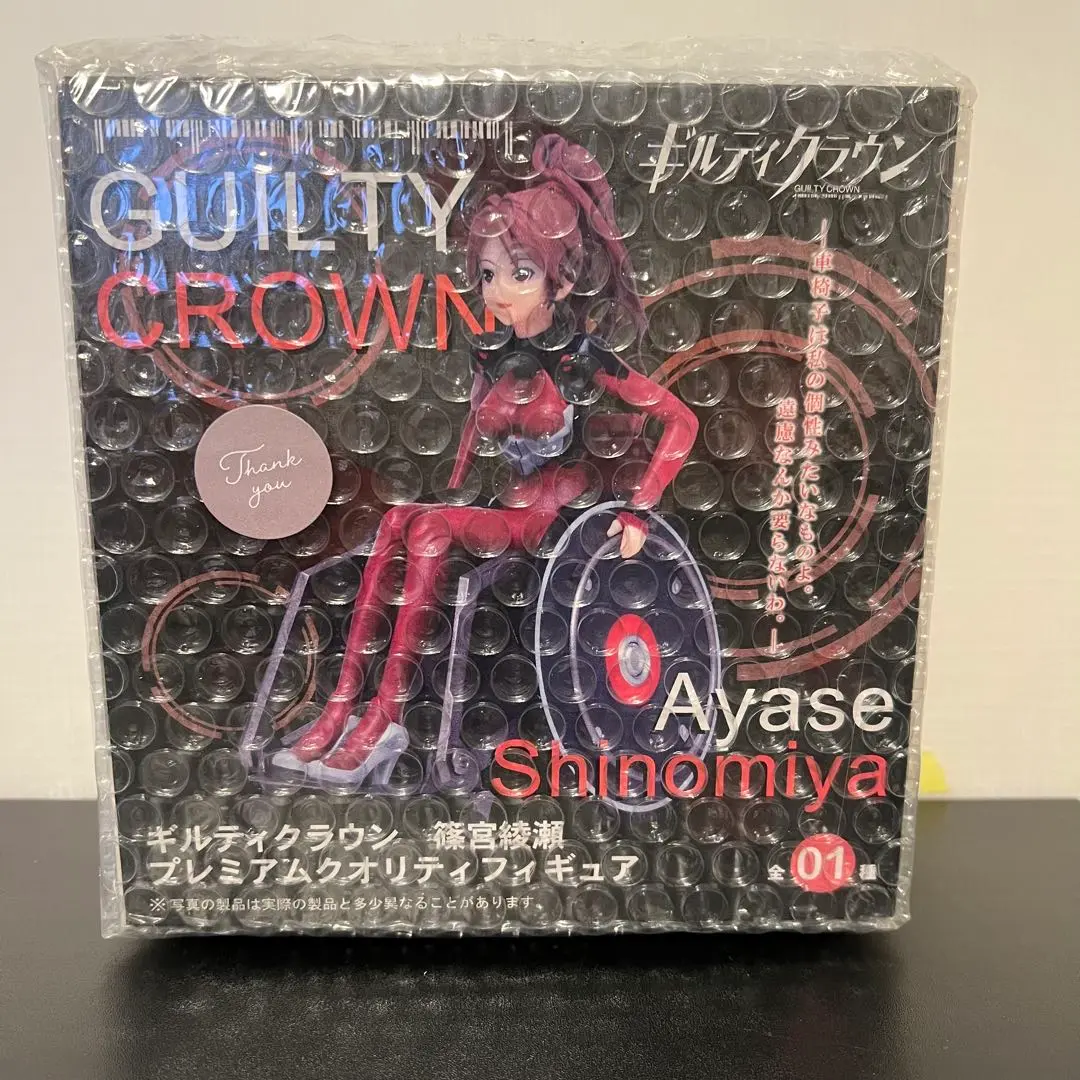 GUILTY
CROWN
ギルティクラウン
GUILTY CROWN
―車椅子は私の個性みたいなものよ。
遠慮なんか要らないわ。―
Thank
you
Ayase
Shinomiya
ギルティクラウン 篠宮綾瀬
プレミアムクオリティフィギュア
全01種
※写真の製品は実際の製品と多少異なることがあります。